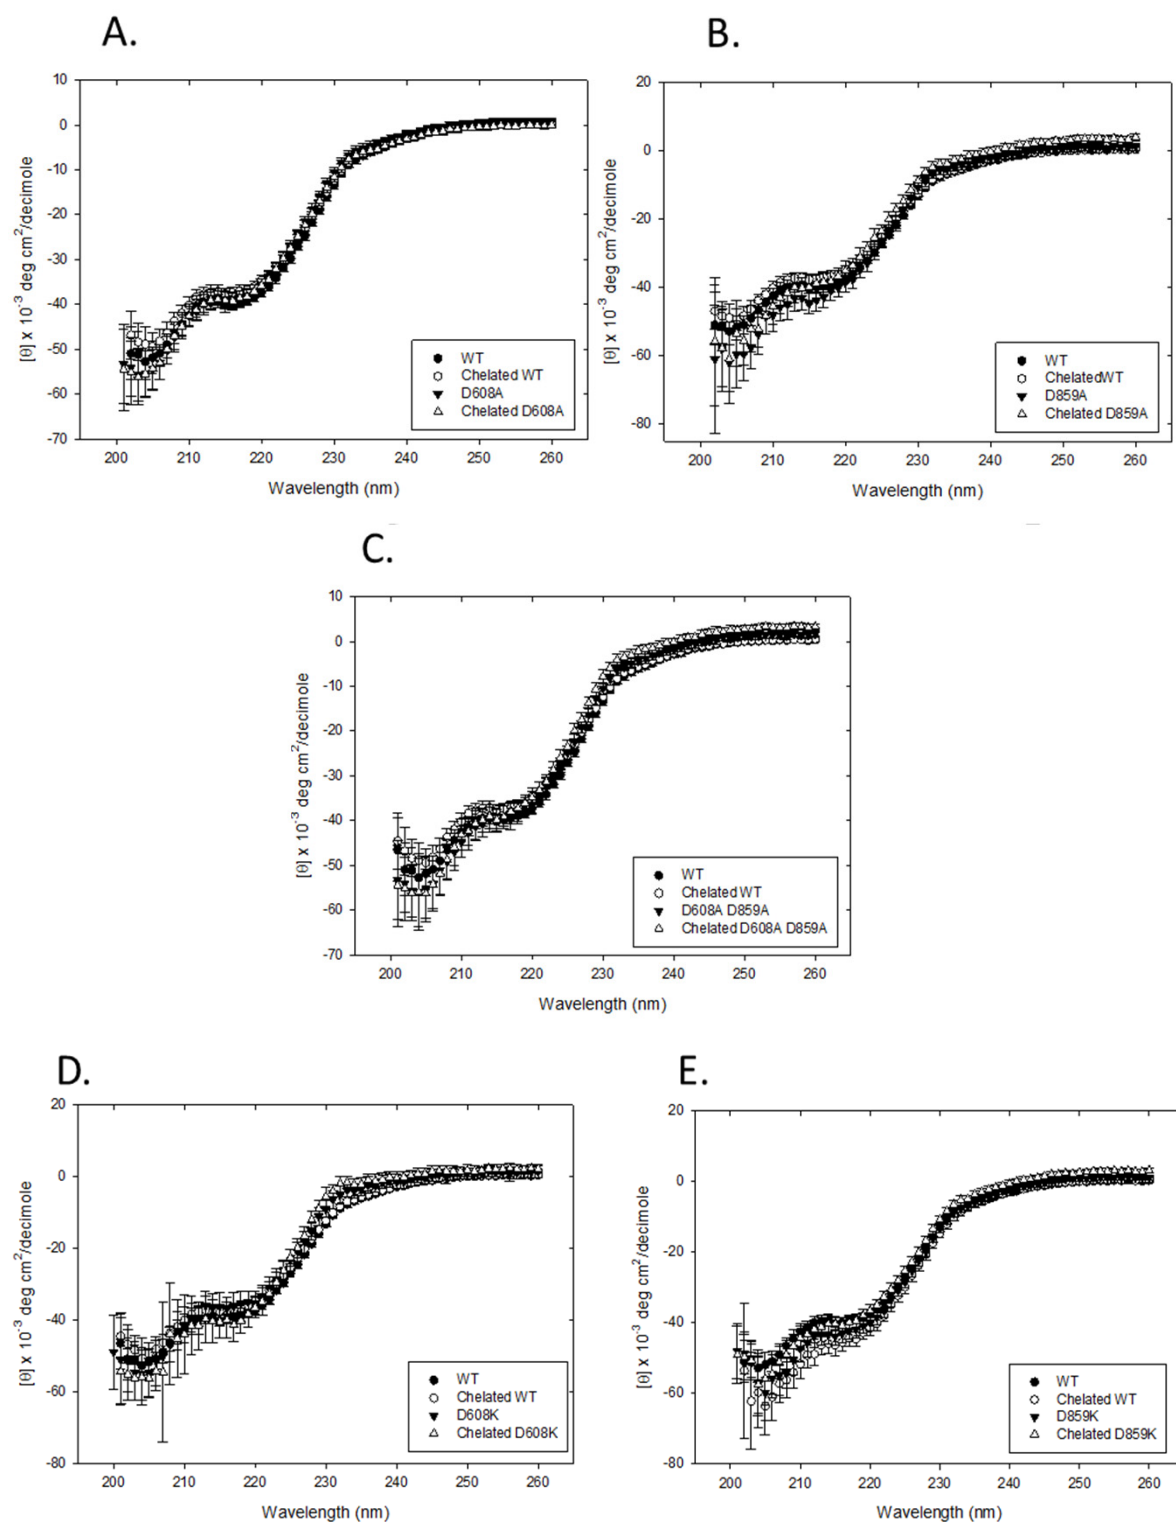 A.
10
0
-10
-20
-30
-40
-50
-60
-70
[θ] x 10⁻³ deg cm²/decimole
WT
Chelated WT
D608A
Chelated D608A
200 210 220 230 240 250 260
Wavelength (nm)
B.
20
0
-20
-40
-60
-80
[θ] x 10⁻³ deg cm²/decimole
WT
ChelatedWT
D859A
Chelated D859A
200 210 220 230 240 250 260
Wavelength (nm)
C.
10
0
-10
-20
-30
-40
-50
-60
-70
[θ] x 10⁻³ deg cm²/decimole
WT
Chelated WT
D608A D859A
Chelated D608A D859A
200 210 220 230 240 250 260
Wavelength (nm)
D.
20
0
-20
-40
-60
-80
[θ] x 10⁻³ deg cm²/decimole
WT
Chelated WT
D608K
Chelated D608K
200 210 220 230 240 250 260
Wavelength (nm)
E.
20
0
-20
-40
-60
-80
[θ] x 10⁻³ deg cm²/decimole
WT
Chelated WT
D859K
Chelated D859K
200 210 220 230 240 250 260
Wavelength (nm)